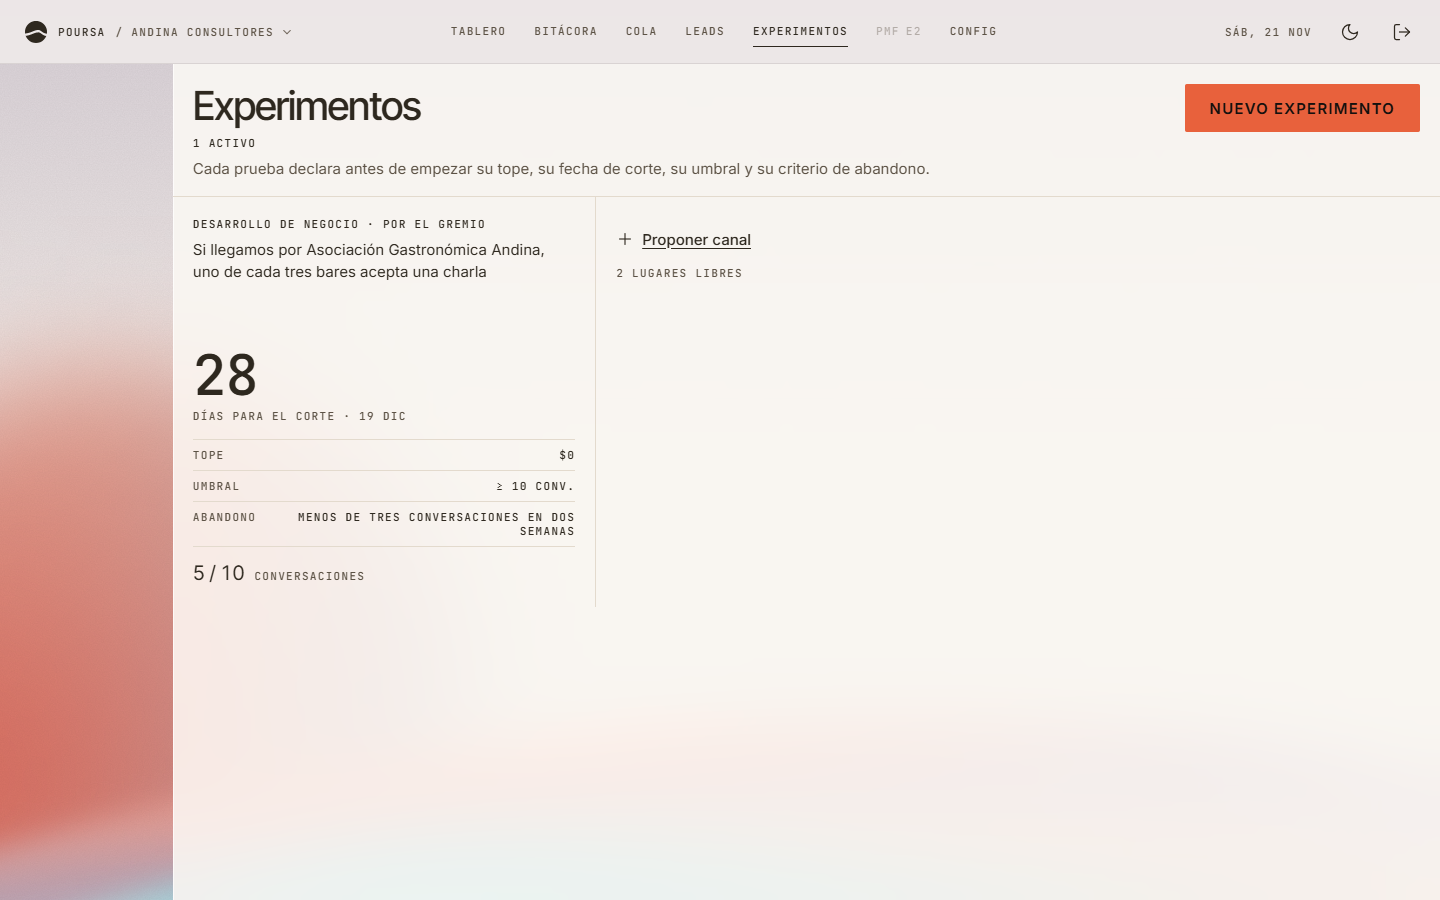 POURSA / ANDINA CONSULTORES
TABLERO
BITÁCORA
COLA
LEADS
EXPERIMENTOS
PMF E2
CONFIG
SÁB, 21 NOV
Experimentos
1 ACTIVO
Cada prueba declara antes de empezar su tope, su fecha de corte, su umbral y su criterio de abandono.
NUEVO EXPERIMENTO
DESARROLLO DE NEGOCIO · POR EL GREMIO
Si llegamos por Asociación Gastronómica Andina,
uno de cada tres bares acepta una charla
28
DÍAS PARA EL CORTE · 19 DIC
TOPE $0
UMBRAL ≥ 10 CONV.
ABANDONO MENOS DE TRES CONVERSACIONES EN DOS
SEMANAS
5 / 10 CONVERSACIONES
Proponer canal
2 LUGARES LIBRES